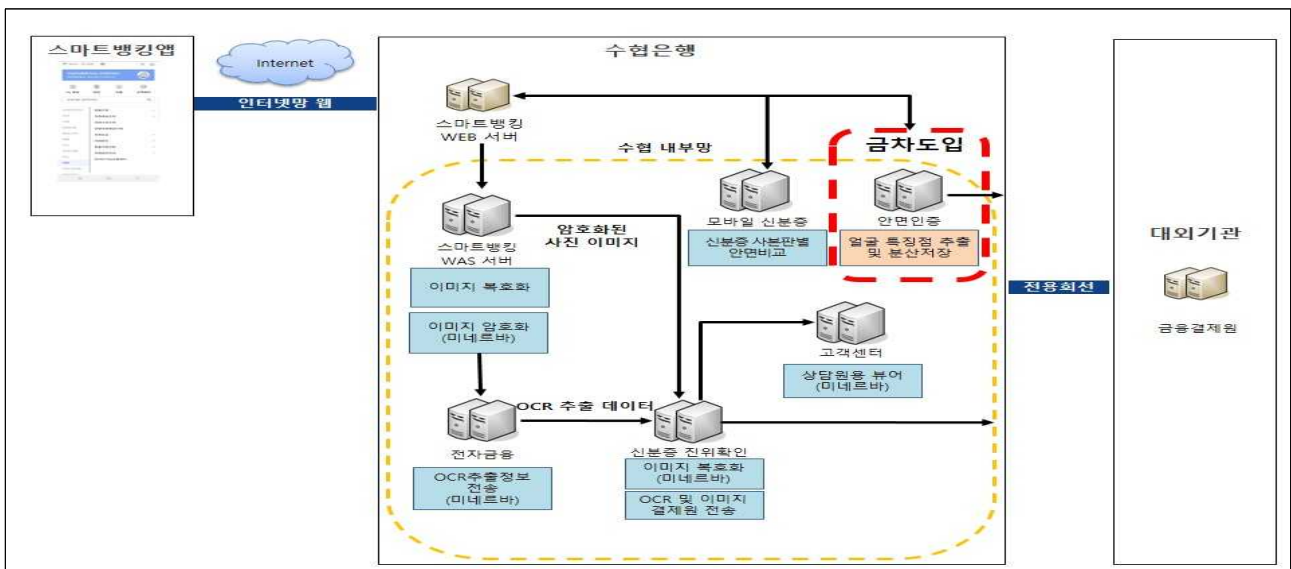 스마트뱅킹앱
Internet
인터넷망 웹
수협은행
스마트뱅킹
WEB 서버
수협 내부망
금차도입
스마트뱅킹
WAS 서버
암호화된
사진 이미지
모바일 신분증
신분증 사본판별
안면비교
안면인증
얼굴 특징점 추출
및 분산저장
이미지 복호화
이미지 암호화
(미네르바)
고객센터
상담원용 뷰어
(미네르바)
OCR 추출 데이터
전자금융
OCR추출정보
전송
(미네르바)
신분증 진위확인
이미지 복호화
(미네르바)
OCR 및 이미지
결제원 전송
전용회선
대외기관
금융결제원